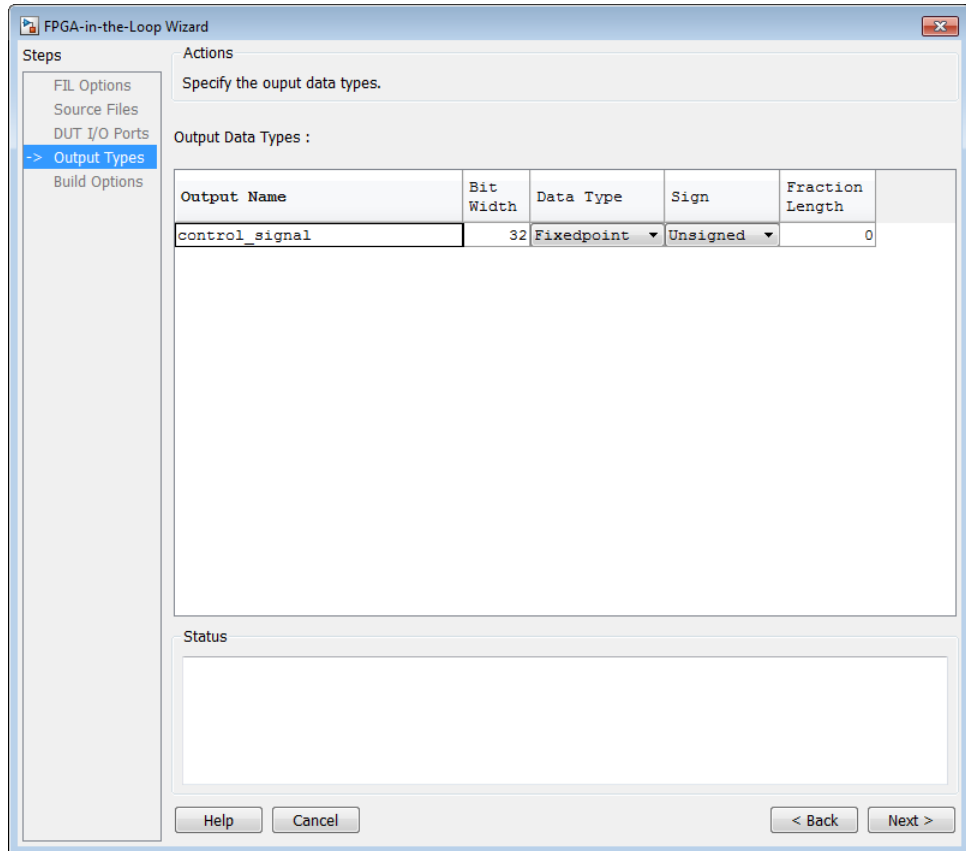 FPGA-in-the-Loop Wizard
Steps
FIL Options
Source Files
DUT I/O Ports
-> Output Types
Build Options
Actions
Specify the ouput data types.
Output Data Types :
Output Name Bit Width Data Type Sign Fraction Length
control_signal 32 Fixedpoint Unsigned 0
Status
Help Cancel < Back Next >